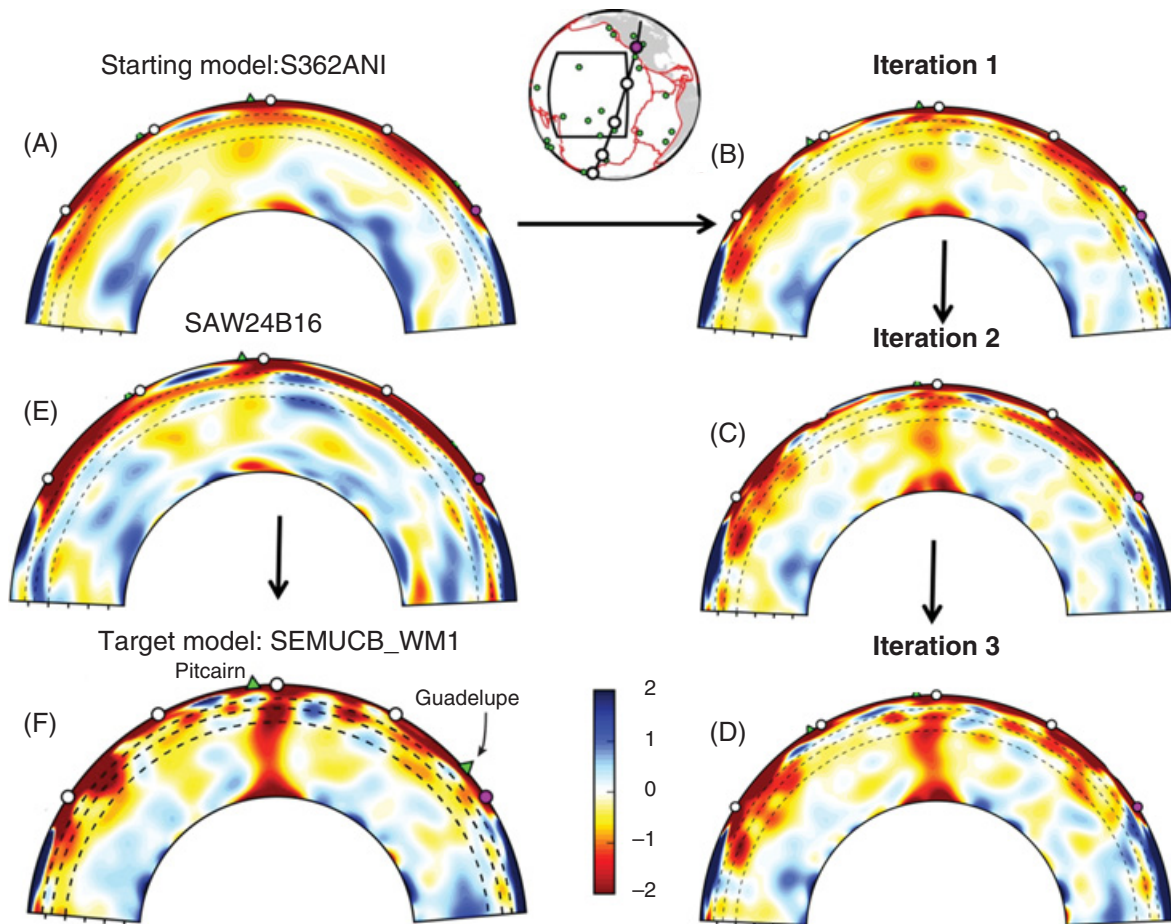 Starting model:S362ANI
Iteration 1
(A)
(B)
SAW24B16
Iteration 2
(E)
(C)
Target model: SEMUCB_WM1
Iteration 3
Pitcairn
Guadelupe
(F)
(D)
2
1
0
–1
–2